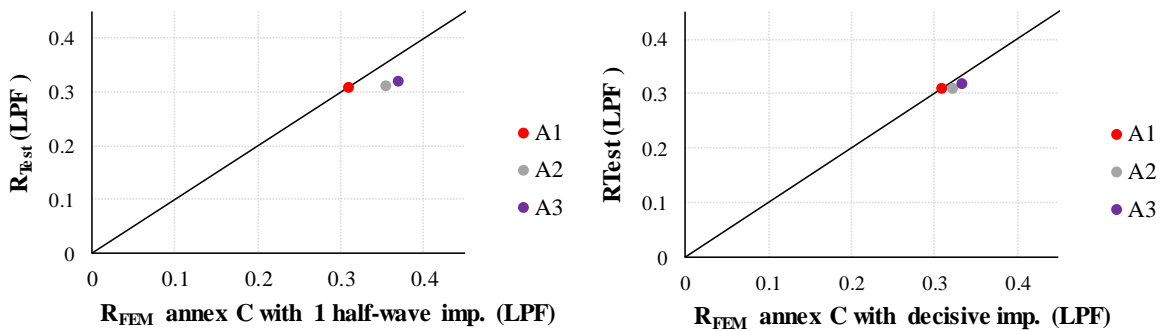 0.4
0.3
0.2
0.1
0
R_Test (LPF)
0 0.1 0.2 0.3 0.4
R_FEM annex C with 1 half-wave imp. (LPF)
A1
A2
A3
0.4
0.3
0.2
0.1
0
RTest (LPF)
0 0.1 0.2 0.3 0.4
R_FEM annex C with decisive imp. (LPF)
A1
A2
A3